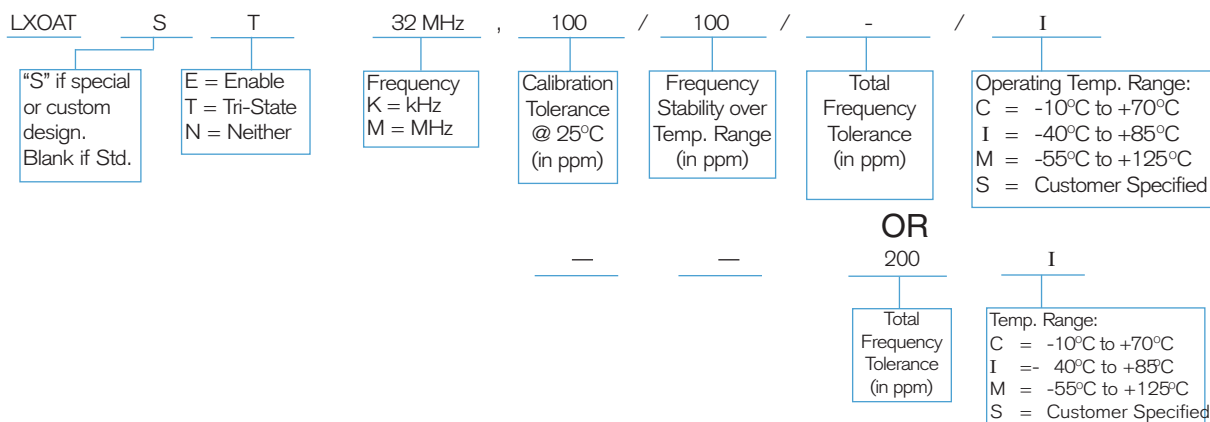 LXOAT S T 32 MHz , 100 / 100 / - / I
“S” if special
or custom
design.
Blank if Std.
E = Enable
T = Tri-State
N = Neither
Frequency
K = kHz
M = MHz
Calibration
Tolerance
@ 25°C
(in ppm)
Frequency
Stability over
Temp. Range
(in ppm)
Total
Frequency
Tolerance
(in ppm)
Operating Temp. Range:
C = -10°C to +70°C
I = -40°C to +85°C
M = -55°C to +125°C
S = Customer Specified
OR
— — 200 I
Total
Frequency
Tolerance
(in ppm)
Temp. Range:
C = -10°C to +70°C
I =- 40°C to +85°C
M = -55°C to +125°C
S = Customer Specified